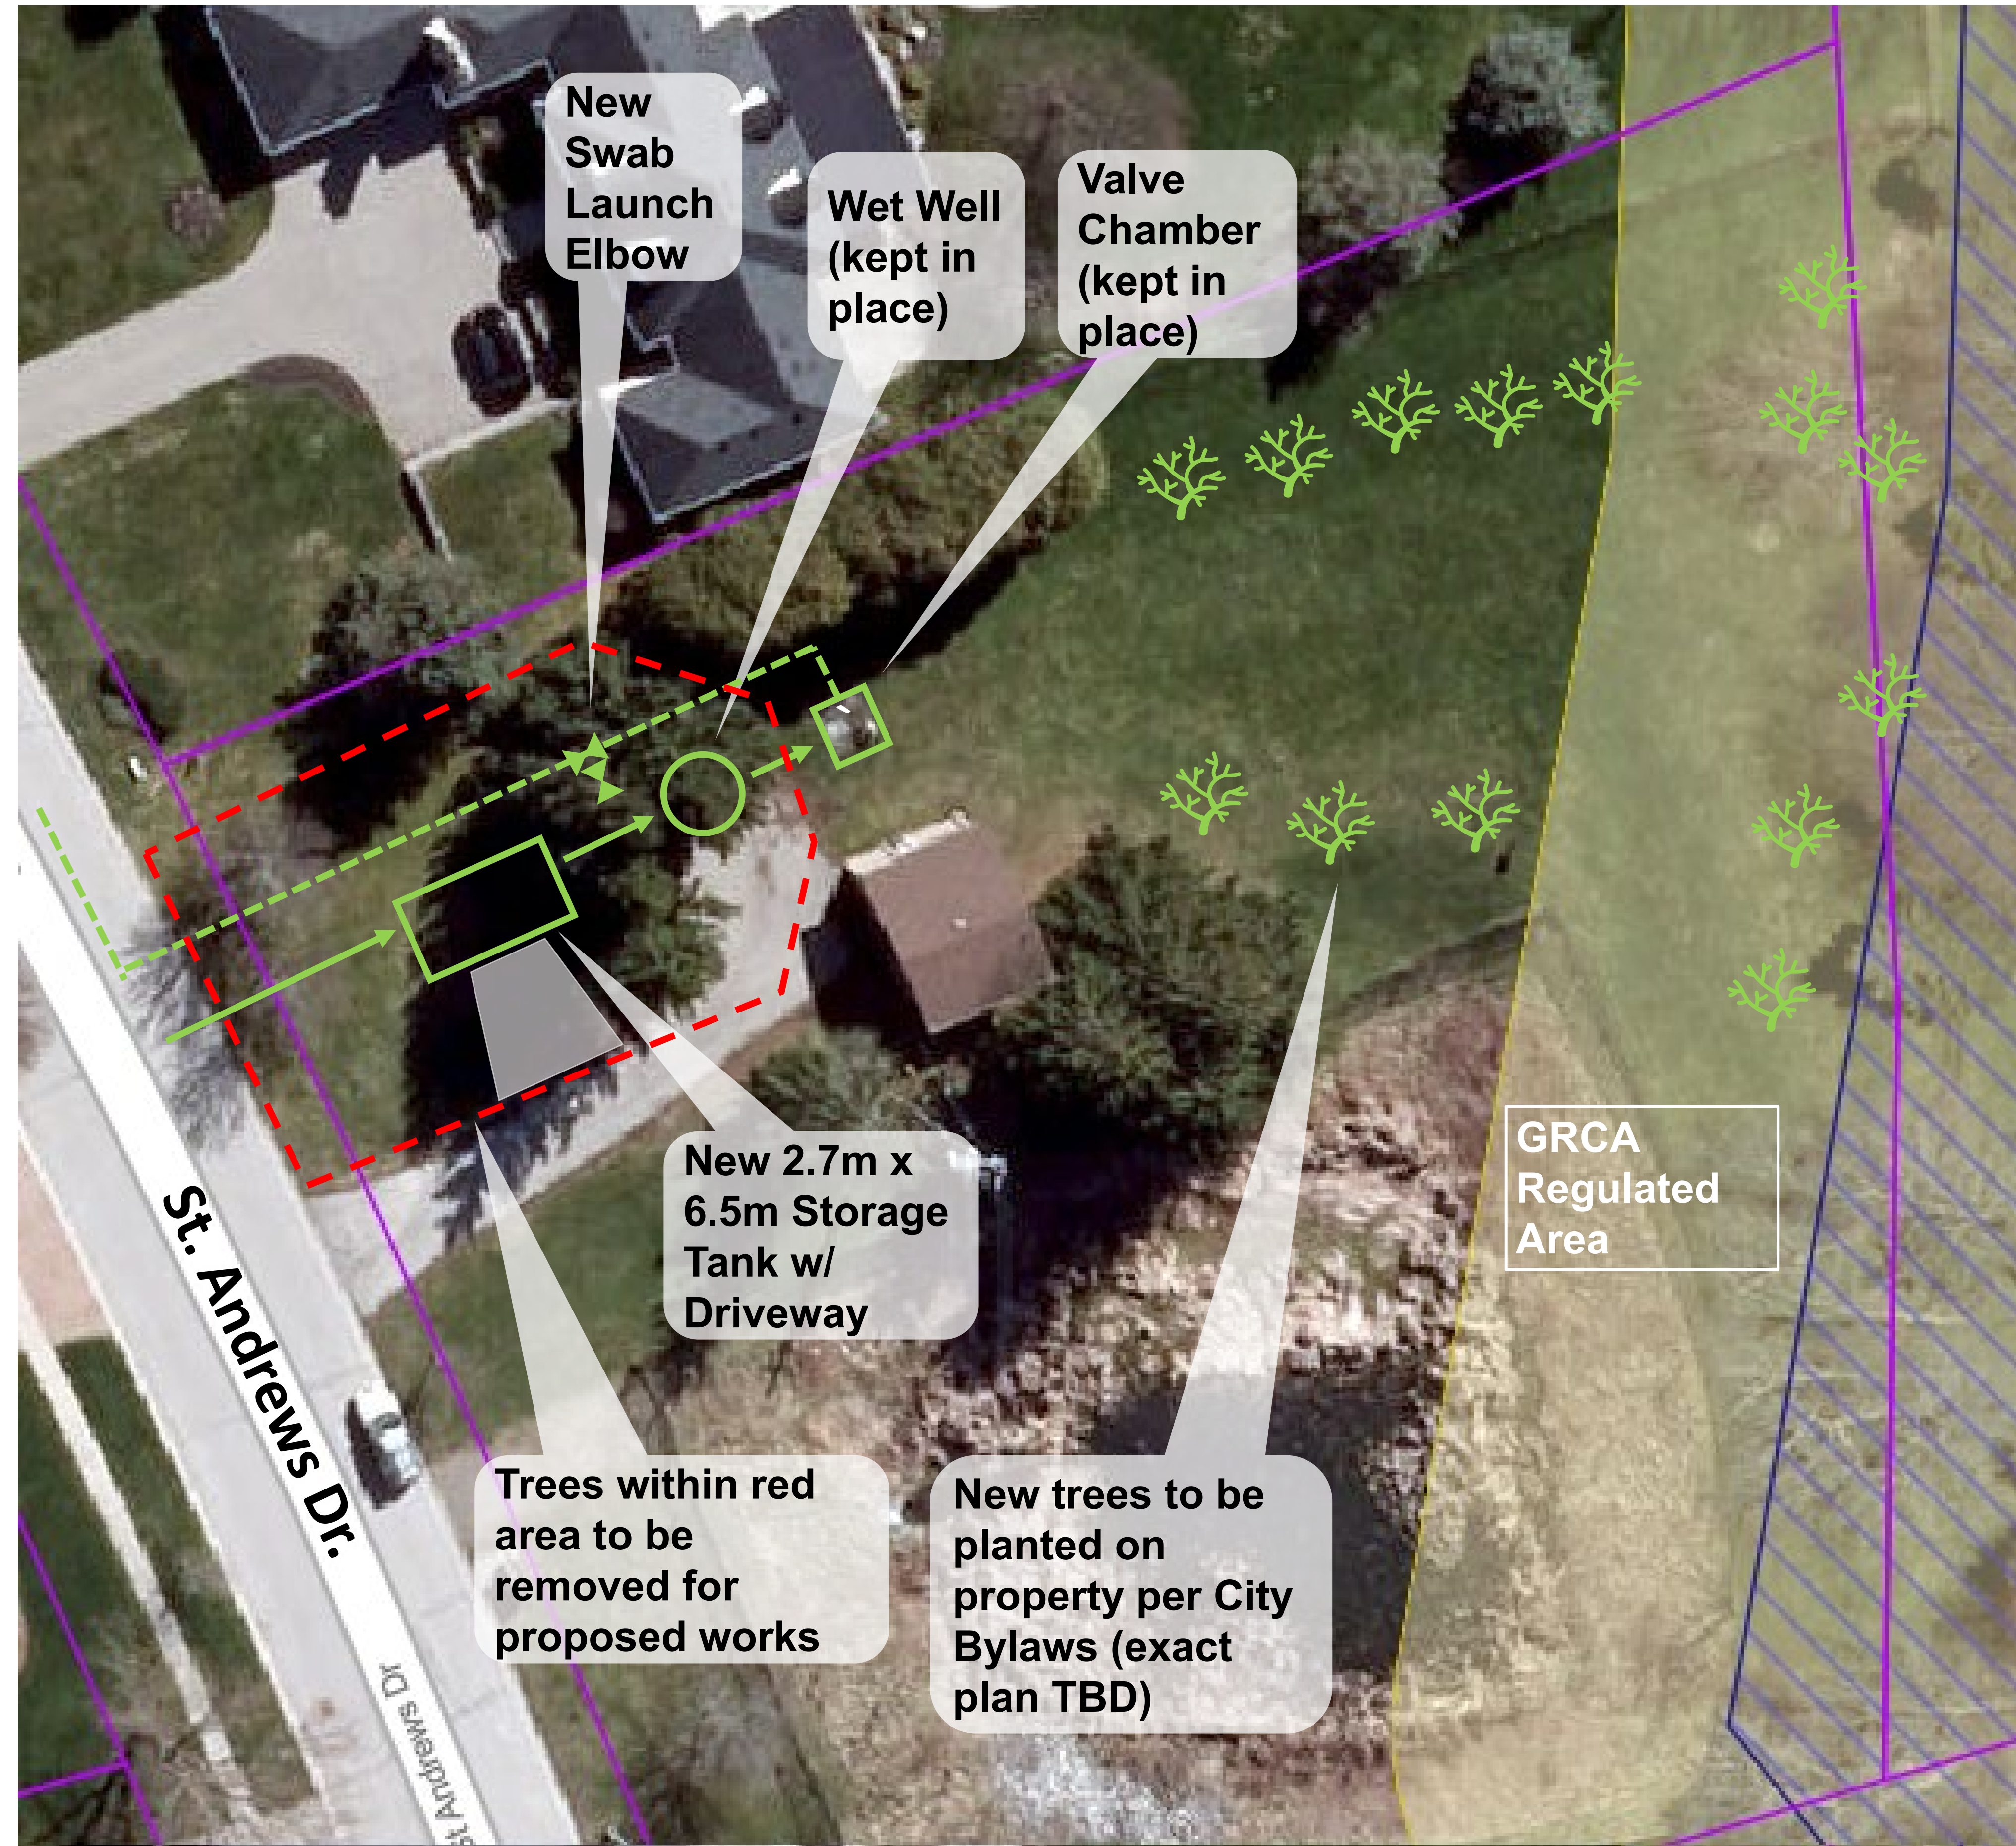 New
Swab
Launch
Elbow
Wet Well
(kept in
place)
Valve
Chamber
(kept in
place)
New 2.7m x
6.5m Storage
Tank w/
Driveway
GRCA
Regulated
Area
St. Andrews Dr.
Trees within red
area to be
removed for
proposed works
New trees to be
planted on
property per City
Bylaws (exact
plan TBD)
St Andrews Dr